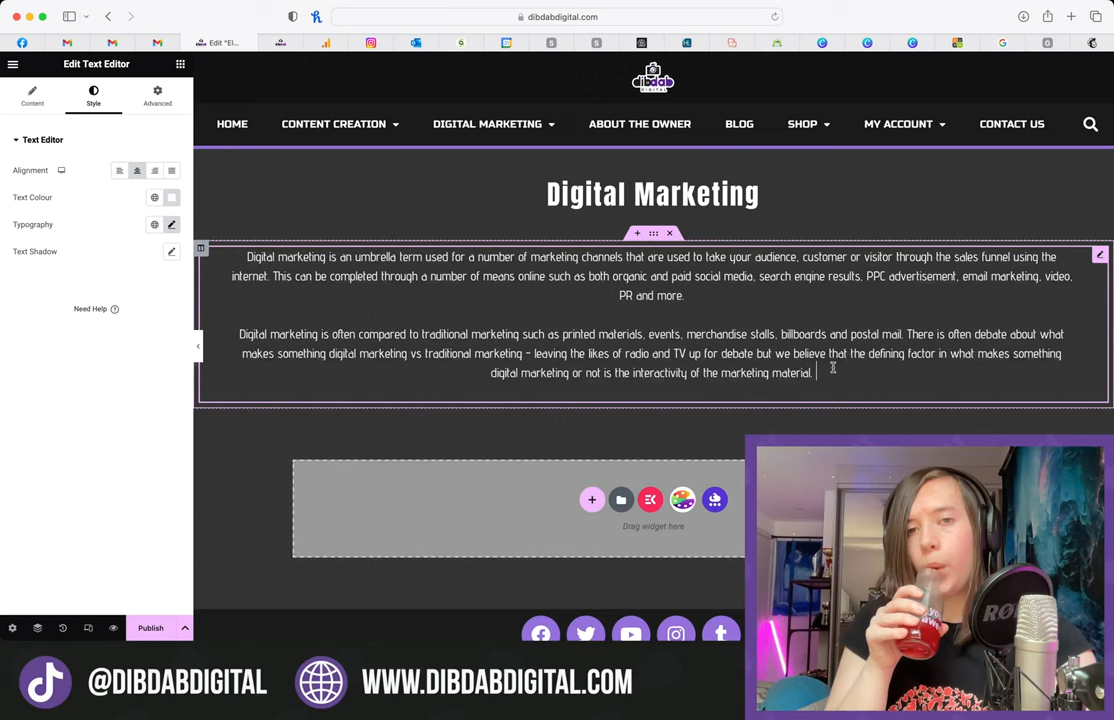 dibdabdigital.com
Edit "El...
Edit Text Editor
Content
Style
Advanced
Text Editor
Alignment
Text Colour
Typography
Text Shadow
Need Help
Publish
dibdab
DIGITAL
HOME
CONTENT CREATION
DIGITAL MARKETING
ABOUT THE OWNER
BLOG
SHOP
MY ACCOUNT
CONTACT US
Digital Marketing
Digital marketing is an umbrella term used for a number of marketing channels that are used to take your audience, customer or visitor through the sales funnel using the
internet. This can be completed through a number of means online such as both organic and paid social media, search engine results, PPC advertisement, email marketing, video,
PR and more.
Digital marketing is often compared to traditional marketing such as printed materials, events, merchandise stalls, billboards and postal mail. There is often debate about what
makes something digital marketing vs traditional marketing - leaving the likes of radio and TV up for debate but we believe that the defining factor in what makes something
digital marketing or not is the interactivity of the marketing material.
Drag widget here
RØDE
@DIBDABDIGITAL
WWW.DIBDABDIGITAL.COM